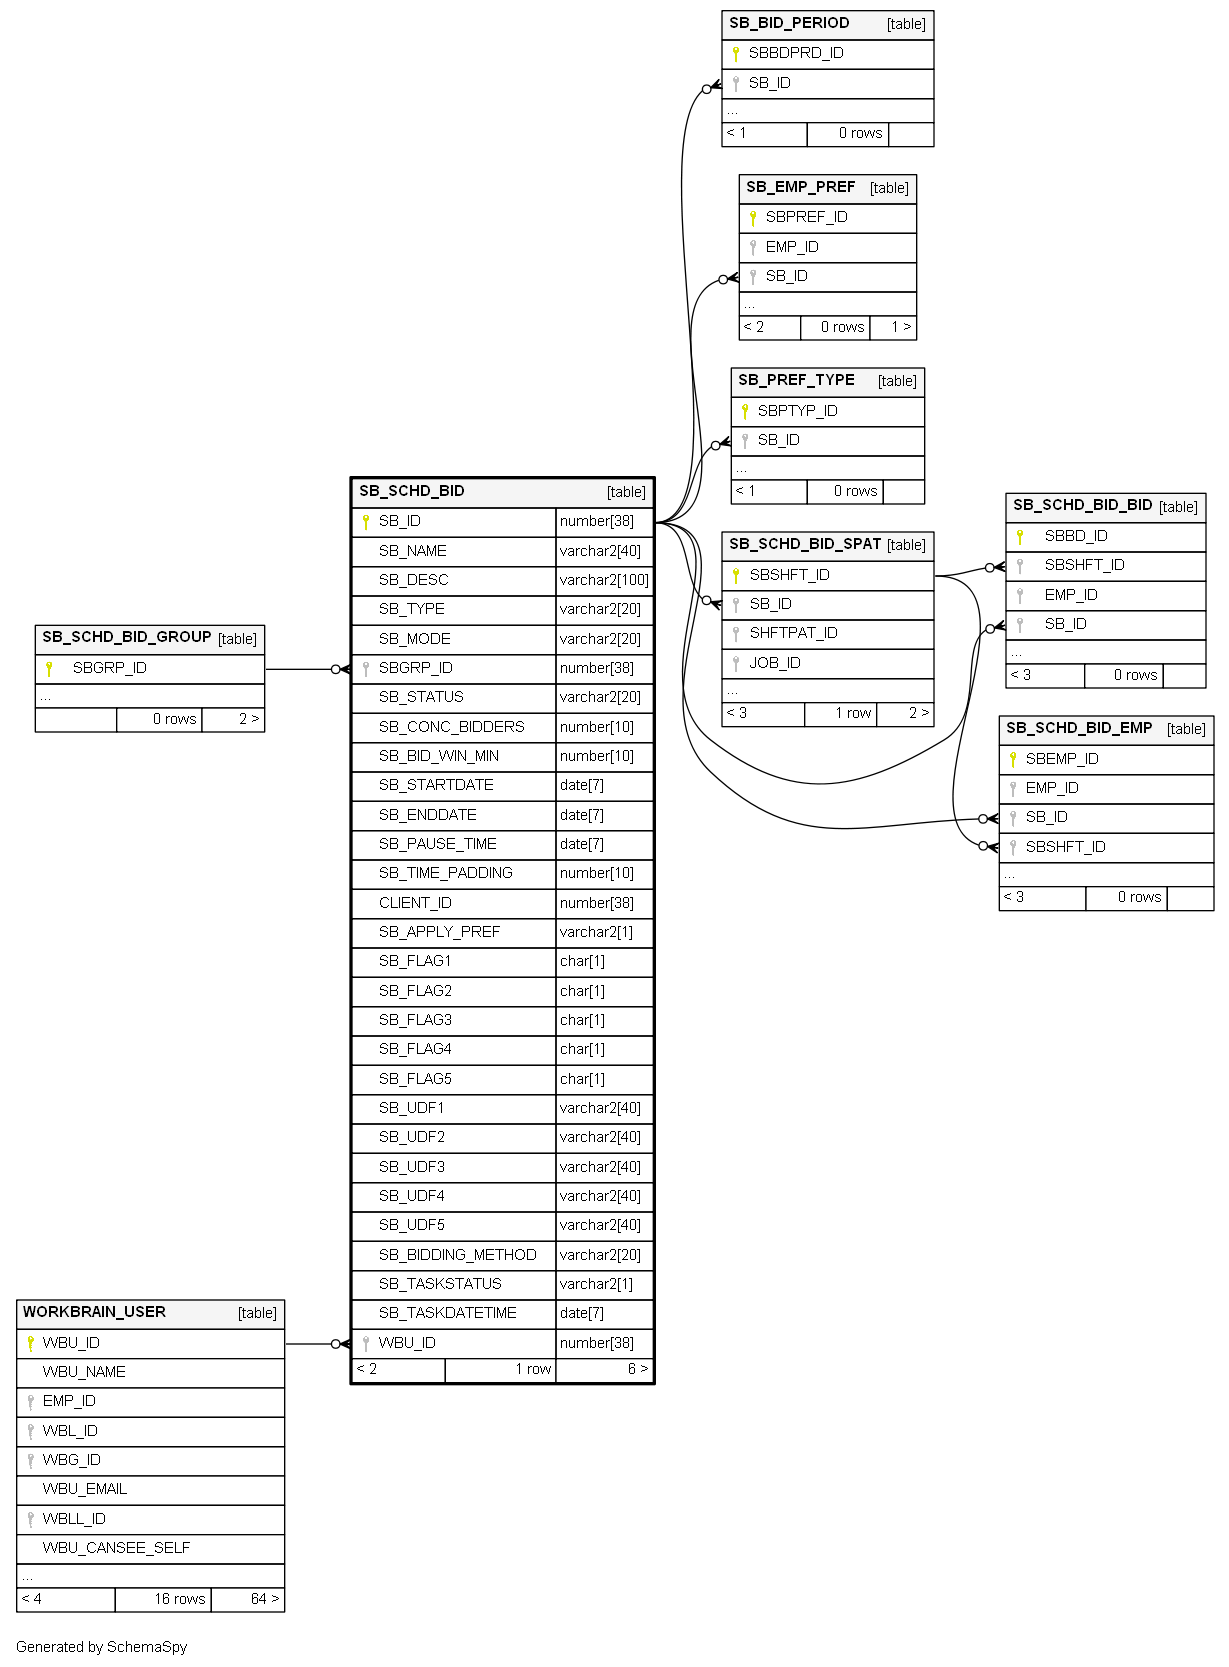 SB_BID_PERIOD [table]
SBBDPRD_ID
SB_ID
...
< 1 0 rows
SB_EMP_PREF [table]
SBPREF_ID
EMP_ID
SB_ID
...
< 2 0 rows 1 >
SB_PREF_TYPE [table]
SBPTYP_ID
SB_ID
...
< 1 0 rows
SB_SCHD_BID_SPAT [table]
SBSHFT_ID
SB_ID
SHFTPAT_ID
JOB_ID
...
< 3 1 row 2 >
SB_SCHD_BID_BID [table]
SBBD_ID
SBSHFT_ID
EMP_ID
SB_ID
...
< 3 0 rows
SB_SCHD_BID_EMP [table]
SBEMP_ID
EMP_ID
SB_ID
SBSHFT_ID
...
< 3 0 rows
SB_SCHD_BID [table]
SB_ID number[38]
SB_NAME varchar2[40]
SB_DESC varchar2[100]
SB_TYPE varchar2[20]
SB_MODE varchar2[20]
SBGRP_ID number[38]
SB_STATUS varchar2[20]
SB_CONC_BIDDERS number[10]
SB_BID_WIN_MIN number[10]
SB_STARTDATE date[7]
SB_ENDDATE date[7]
SB_PAUSE_TIME date[7]
SB_TIME_PADDING number[10]
CLIENT_ID number[38]
SB_APPLY_PREF varchar2[1]
SB_FLAG1 char[1]
SB_FLAG2 char[1]
SB_FLAG3 char[1]
SB_FLAG4 char[1]
SB_FLAG5 char[1]
SB_UDF1 varchar2[40]
SB_UDF2 varchar2[40]
SB_UDF3 varchar2[40]
SB_UDF4 varchar2[40]
SB_UDF5 varchar2[40]
SB_BIDDING_METHOD varchar2[20]
SB_TASKSTATUS varchar2[1]
SB_TASKDATETIME date[7]
WBU_ID number[38]
< 2 1 row 6 >
SB_SCHD_BID_GROUP [table]
SBGRP_ID
...
0 rows 2 >
WORKBRAIN_USER [table]
WBU_ID
WBU_NAME
EMP_ID
WBL_ID
WBG_ID
WBU_EMAIL
WBLL_ID
WBU_CANSEE_SELF
...
< 4 16 rows 64 >
Generated by SchemaSpy